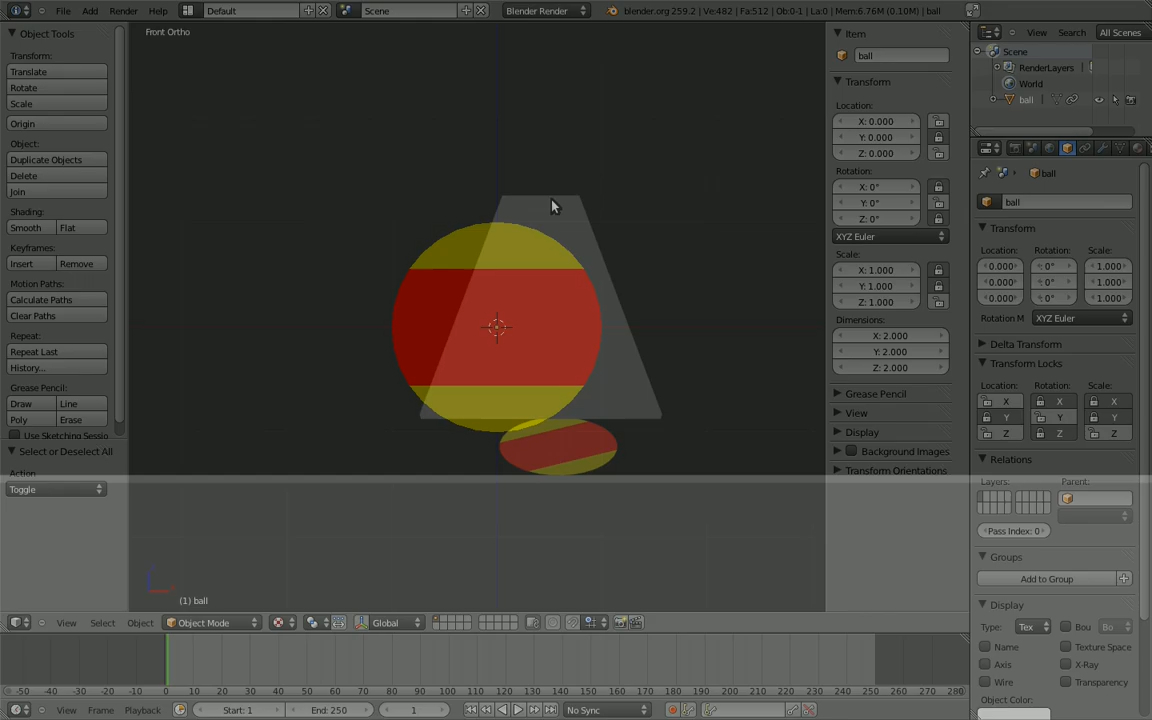 File Add Render Help Default Scene Blender Render blender.org 259.2 | Ve:482 | Fa:512 | Ob:0-1 | La:0 | Mem:6.76M (0.10M) | ball
Object Tools
Transform:
Translate
Rotate
Scale
Origin
Object:
Duplicate Objects
Delete
Join
Shading:
Smooth Flat
Keyframes:
Insert Remove
Motion Paths:
Calculate Paths
Clear Paths
Repeat:
Repeat Last
History...
Grease Pencil:
Draw Line
Poly Erase
Use Sketching Sessio
Select or Deselect All
Action
Toggle
Front Ortho
(1) ball
View Select Object Object Mode Global
Item
ball
Transform
Location:
X: 0.000
Y: 0.000
Z: 0.000
Rotation:
X: 0°
Y: 0°
Z: 0°
XYZ Euler
Scale:
X: 1.000
Y: 1.000
Z: 1.000
Dimensions:
X: 2.000
Y: 2.000
Z: 2.000
Grease Pencil
View
Display
Background Images
Transform Orientations
View Search All Scenes
Scene
RenderLayers |
World
ball |
ball
ball
Transform
Location: Rotation: Scale:
0.000 0° 1.000
0.000 0° 1.000
0.000 0° 1.000
Rotation M XYZ Euler
Delta Transform
Transform Locks
Location: Rotation: Scale:
X X X
Y Y Y
Z Z Z
Relations
Layers: Parent:
Pass Index: 0
Groups
Add to Group
Display
Type: Tex Bou Bo
Name Texture Space
Axis X-Ray
Wire Transparency
Object Color:
-50 -40 -30 -20 -10 0 10 20 30 40 50 60 70 80 90 100 110 120 130 140 150 160 170 180 190 200 210 220 230 240 250 260 270 280
View Frame Playback Start: 1 End: 250 1 No Sync